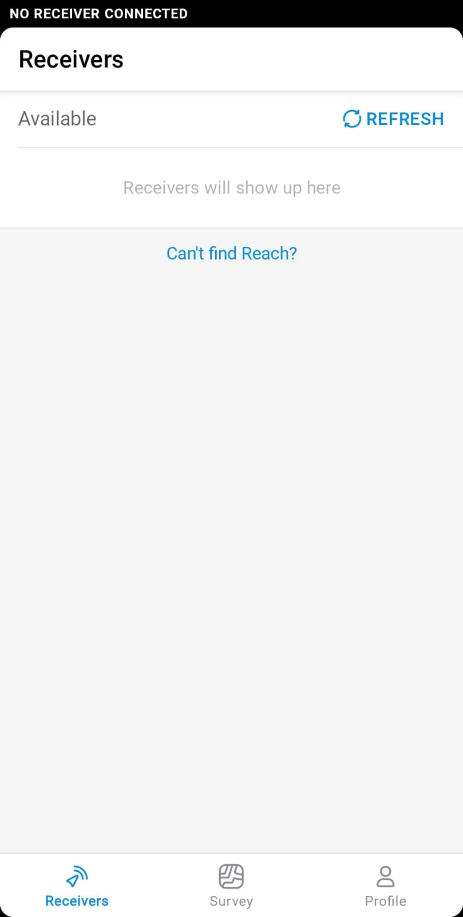 NO RECEIVER CONNECTED
Receivers
Available
REFRESH
Receivers will show up here
Can't find Reach?
Receivers
Survey
Profile